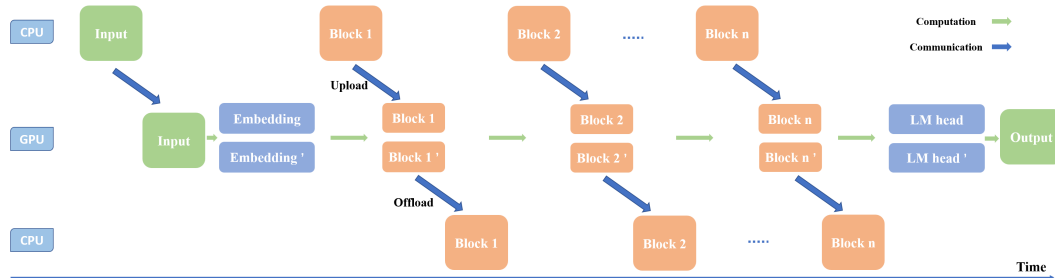 CPU
Input
Block 1
Block 2
.....
Block n
Computation
Communication
Upload
GPU
Input
Embedding
Embedding '
Block 1
Block 1 '
Block 2
Block 2 '
Block n
Block n '
LM head
LM head '
Output
Offload
CPU
Block 1
Block 2
.....
Block n
Time